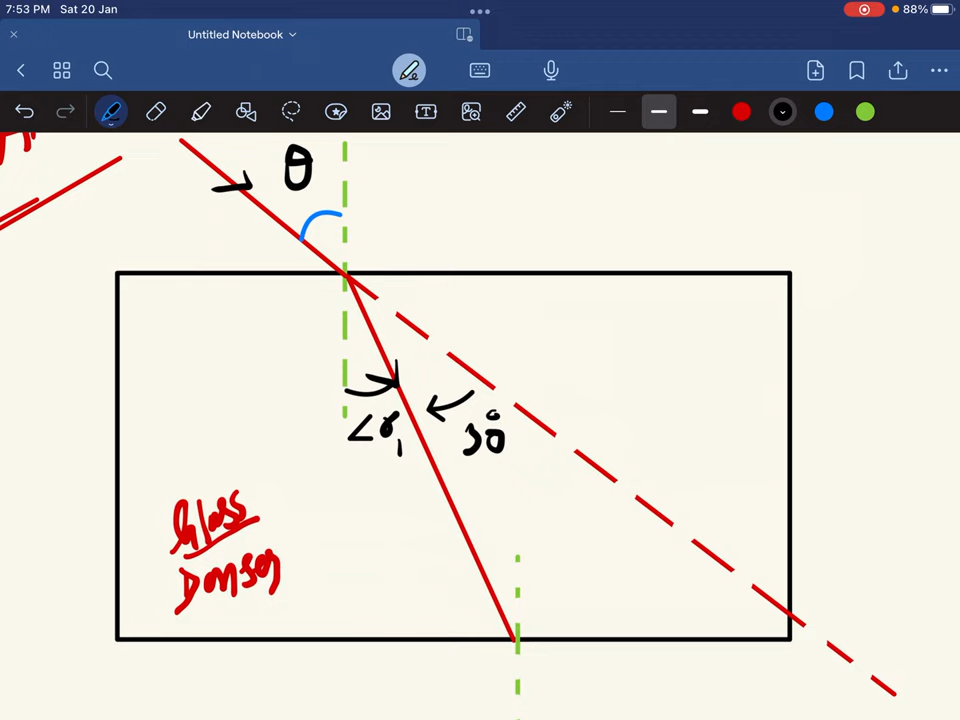 7:53 PM Sat 20 Jan
88%
Untitled Notebook
T
θ
∠r₁
30°
Glass
Denser